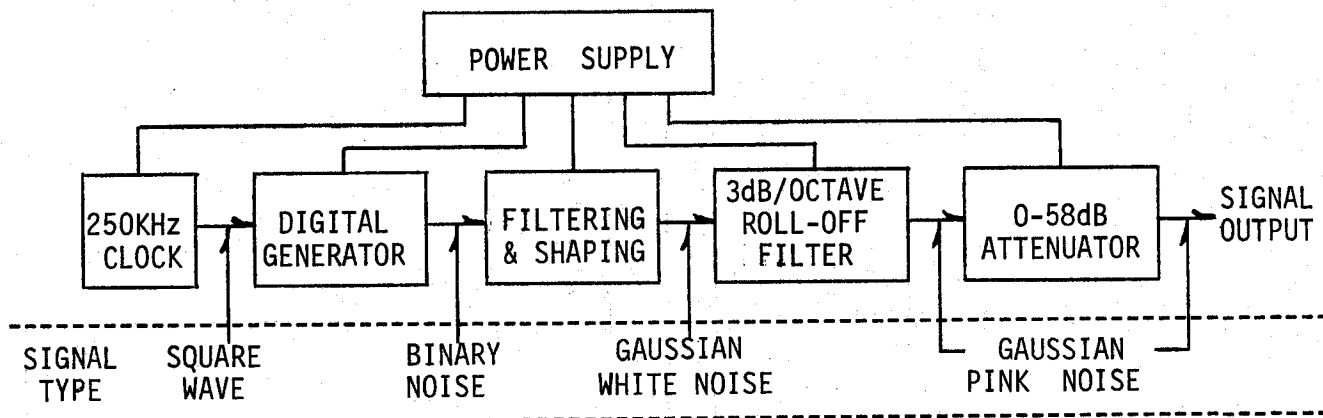 POWER SUPPLY
250KHz
CLOCK
DIGITAL
GENERATOR
FILTERING
& SHAPING
3dB/OCTAVE
ROLL-OFF
FILTER
0-58dB
ATTENUATOR
SIGNAL
OUTPUT
SIGNAL
TYPE
SQUARE
WAVE
BINARY
NOISE
GAUSSIAN
WHITE NOISE
GAUSSIAN
PINK NOISE